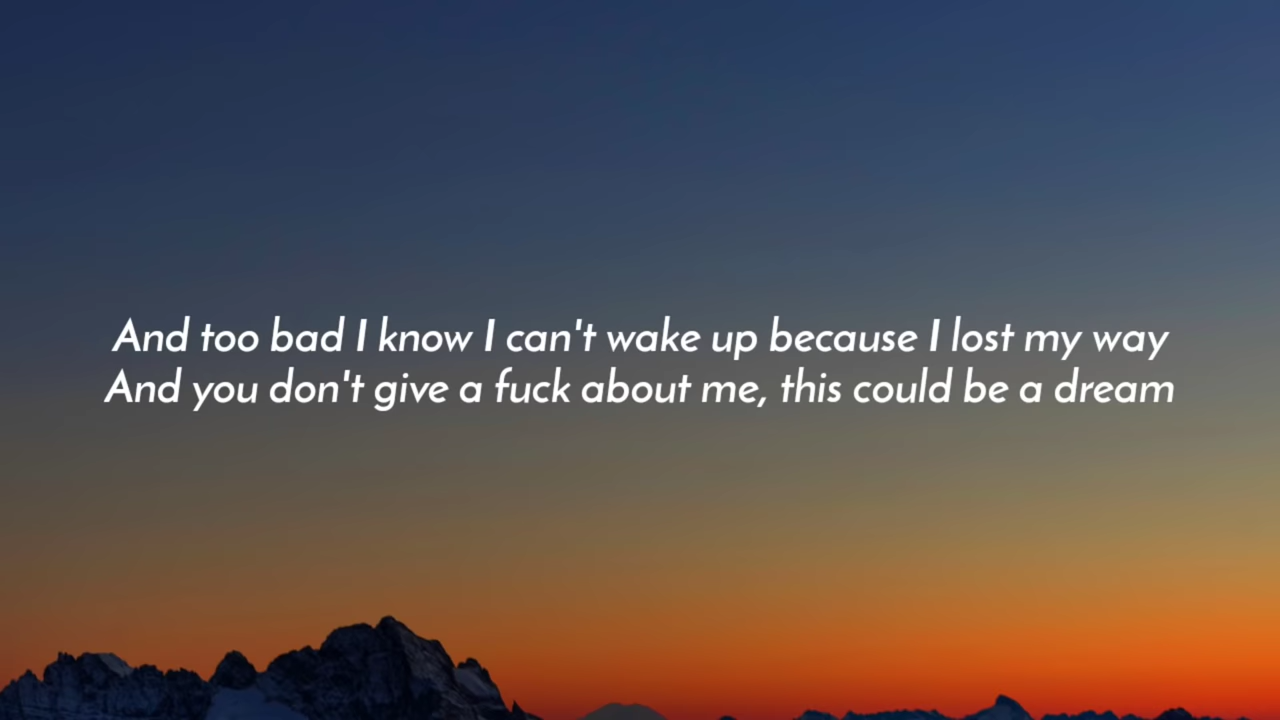 And too bad I know I can't wake up because I lost my way
And you don't give a fuck about me, this could be a dream